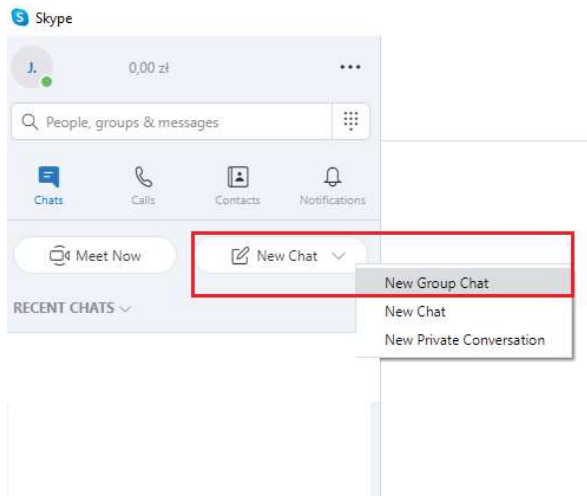 Skype
J. 0,00 zł
People, groups & messages
Chats Calls Contacts Notifications
Meet Now New Chat
New Group Chat
RECENT CHATS
New Chat
New Private Conversation